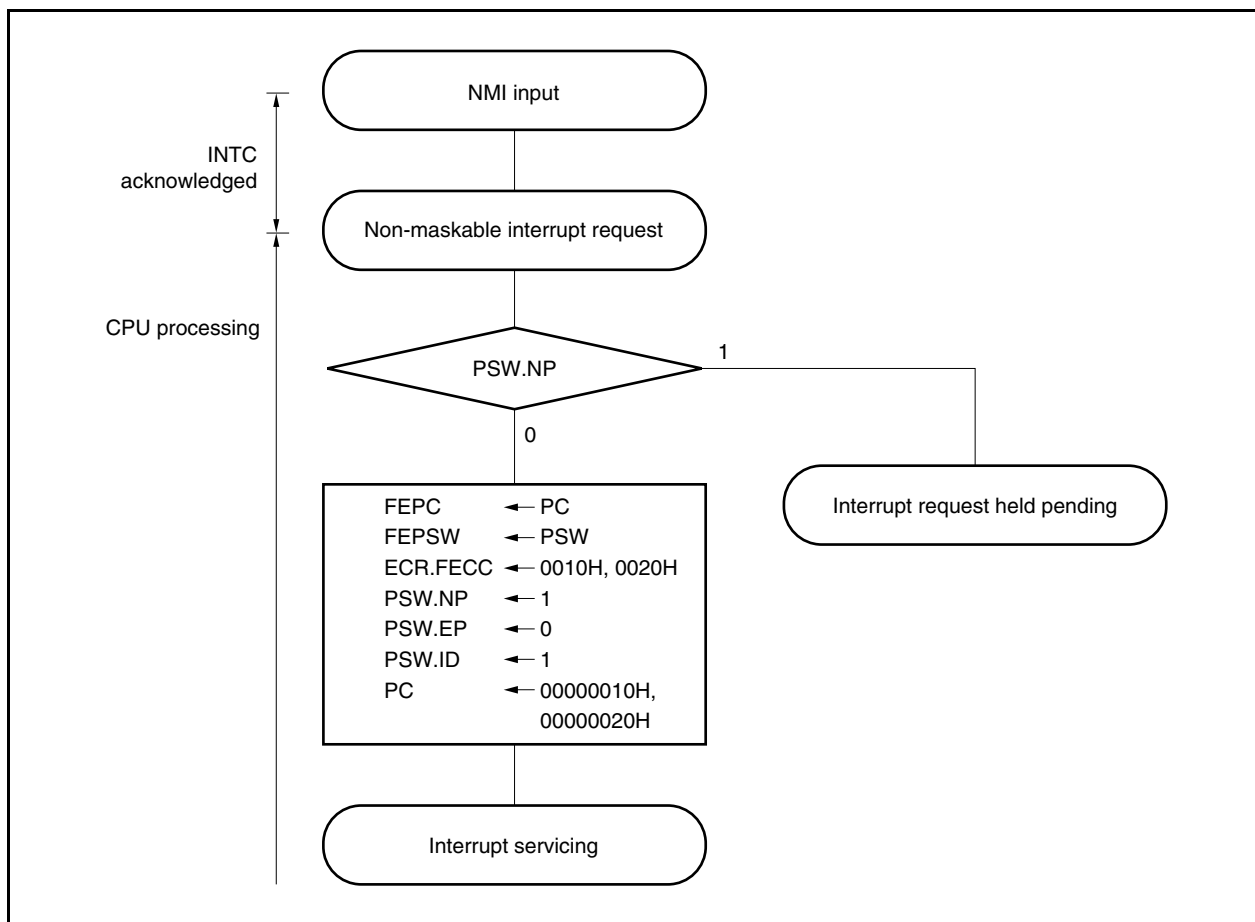 NMI input
INTC
acknowledged
Non-maskable interrupt request
CPU processing
PSW.NP
1
0
Interrupt request held pending
FEPC ← PC
FEPSW ← PSW
ECR.FECC ← 0010H, 0020H
PSW.NP ← 1
PSW.EP ← 0
PSW.ID ← 1
PC ← 00000010H,
00000020H
Interrupt servicing